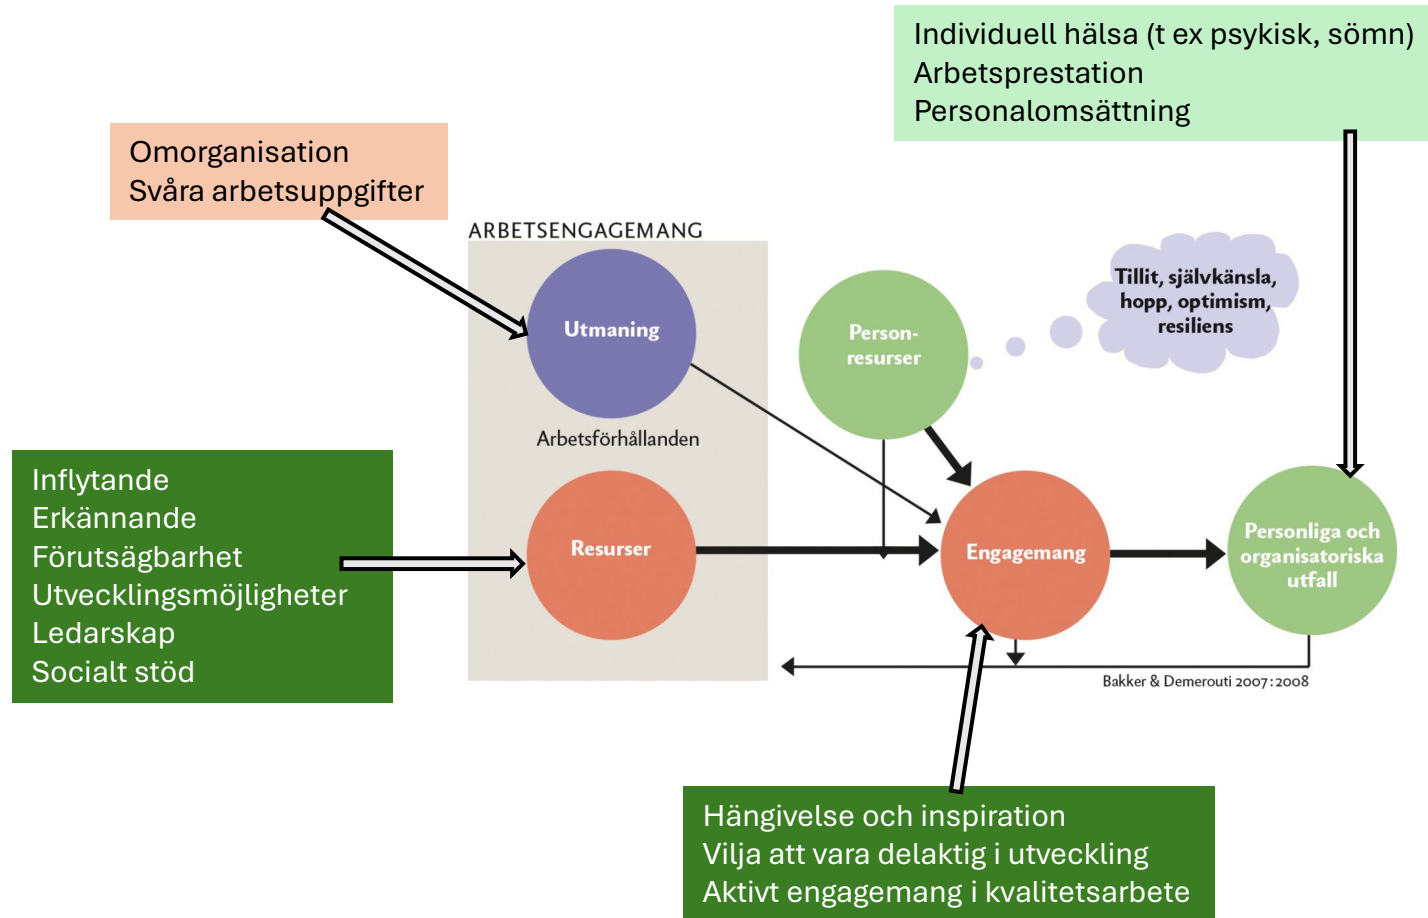 Individuell hälsa (t ex psykisk, sömn)
Arbetsprestation
Personalomsättning
Omorganisation
Svåra arbetsuppgifter
ARBETSENGAGEMANG
Utmaning
Person-
resurser
Tillit, självkänsla,
hopp, optimism,
resiliens
Arbetsförhållanden
Inflytande
Erkännande
Förutsägbarhet
Utvecklingsmöjligheter
Ledarskap
Socialt stöd
Resurser
Engagemang
Personliga och
organisatoriska
utfall
Bakker & Demerouti 2007:2008
Hängivelse och inspiration
Vilja att vara delaktig i utveckling
Aktivt engagemang i kvalitetsarbete